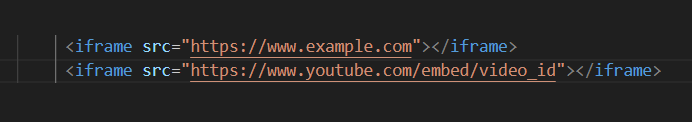 <iframe src="https://www.example.com"></iframe>
<iframe src="https://www.youtube.com/embed/video_id"></iframe>